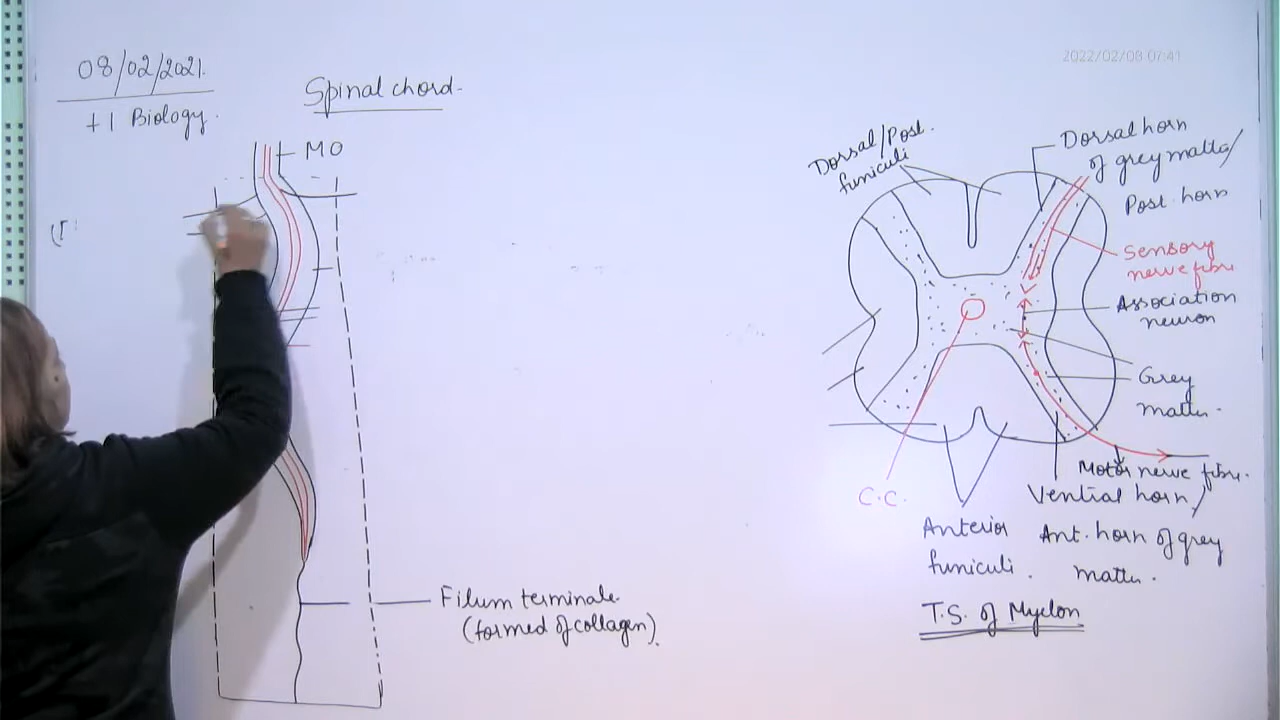 2022/02/08 07:41
08/02/2021.
+1 Biology.
Spinal chord.
MO
Filum terminale
(formed of collagen).
Dorsal/Post.
funiculi
Dorsal horn
of grey matter/
Post horn
Sensory
nerve fibre
Association
neuron
Grey
matter.
Motor nerve fibre.
C.C.
Ventral horn/
Ant. horn of grey
matter.
Anterior
funiculi.
T.S. of Myelon